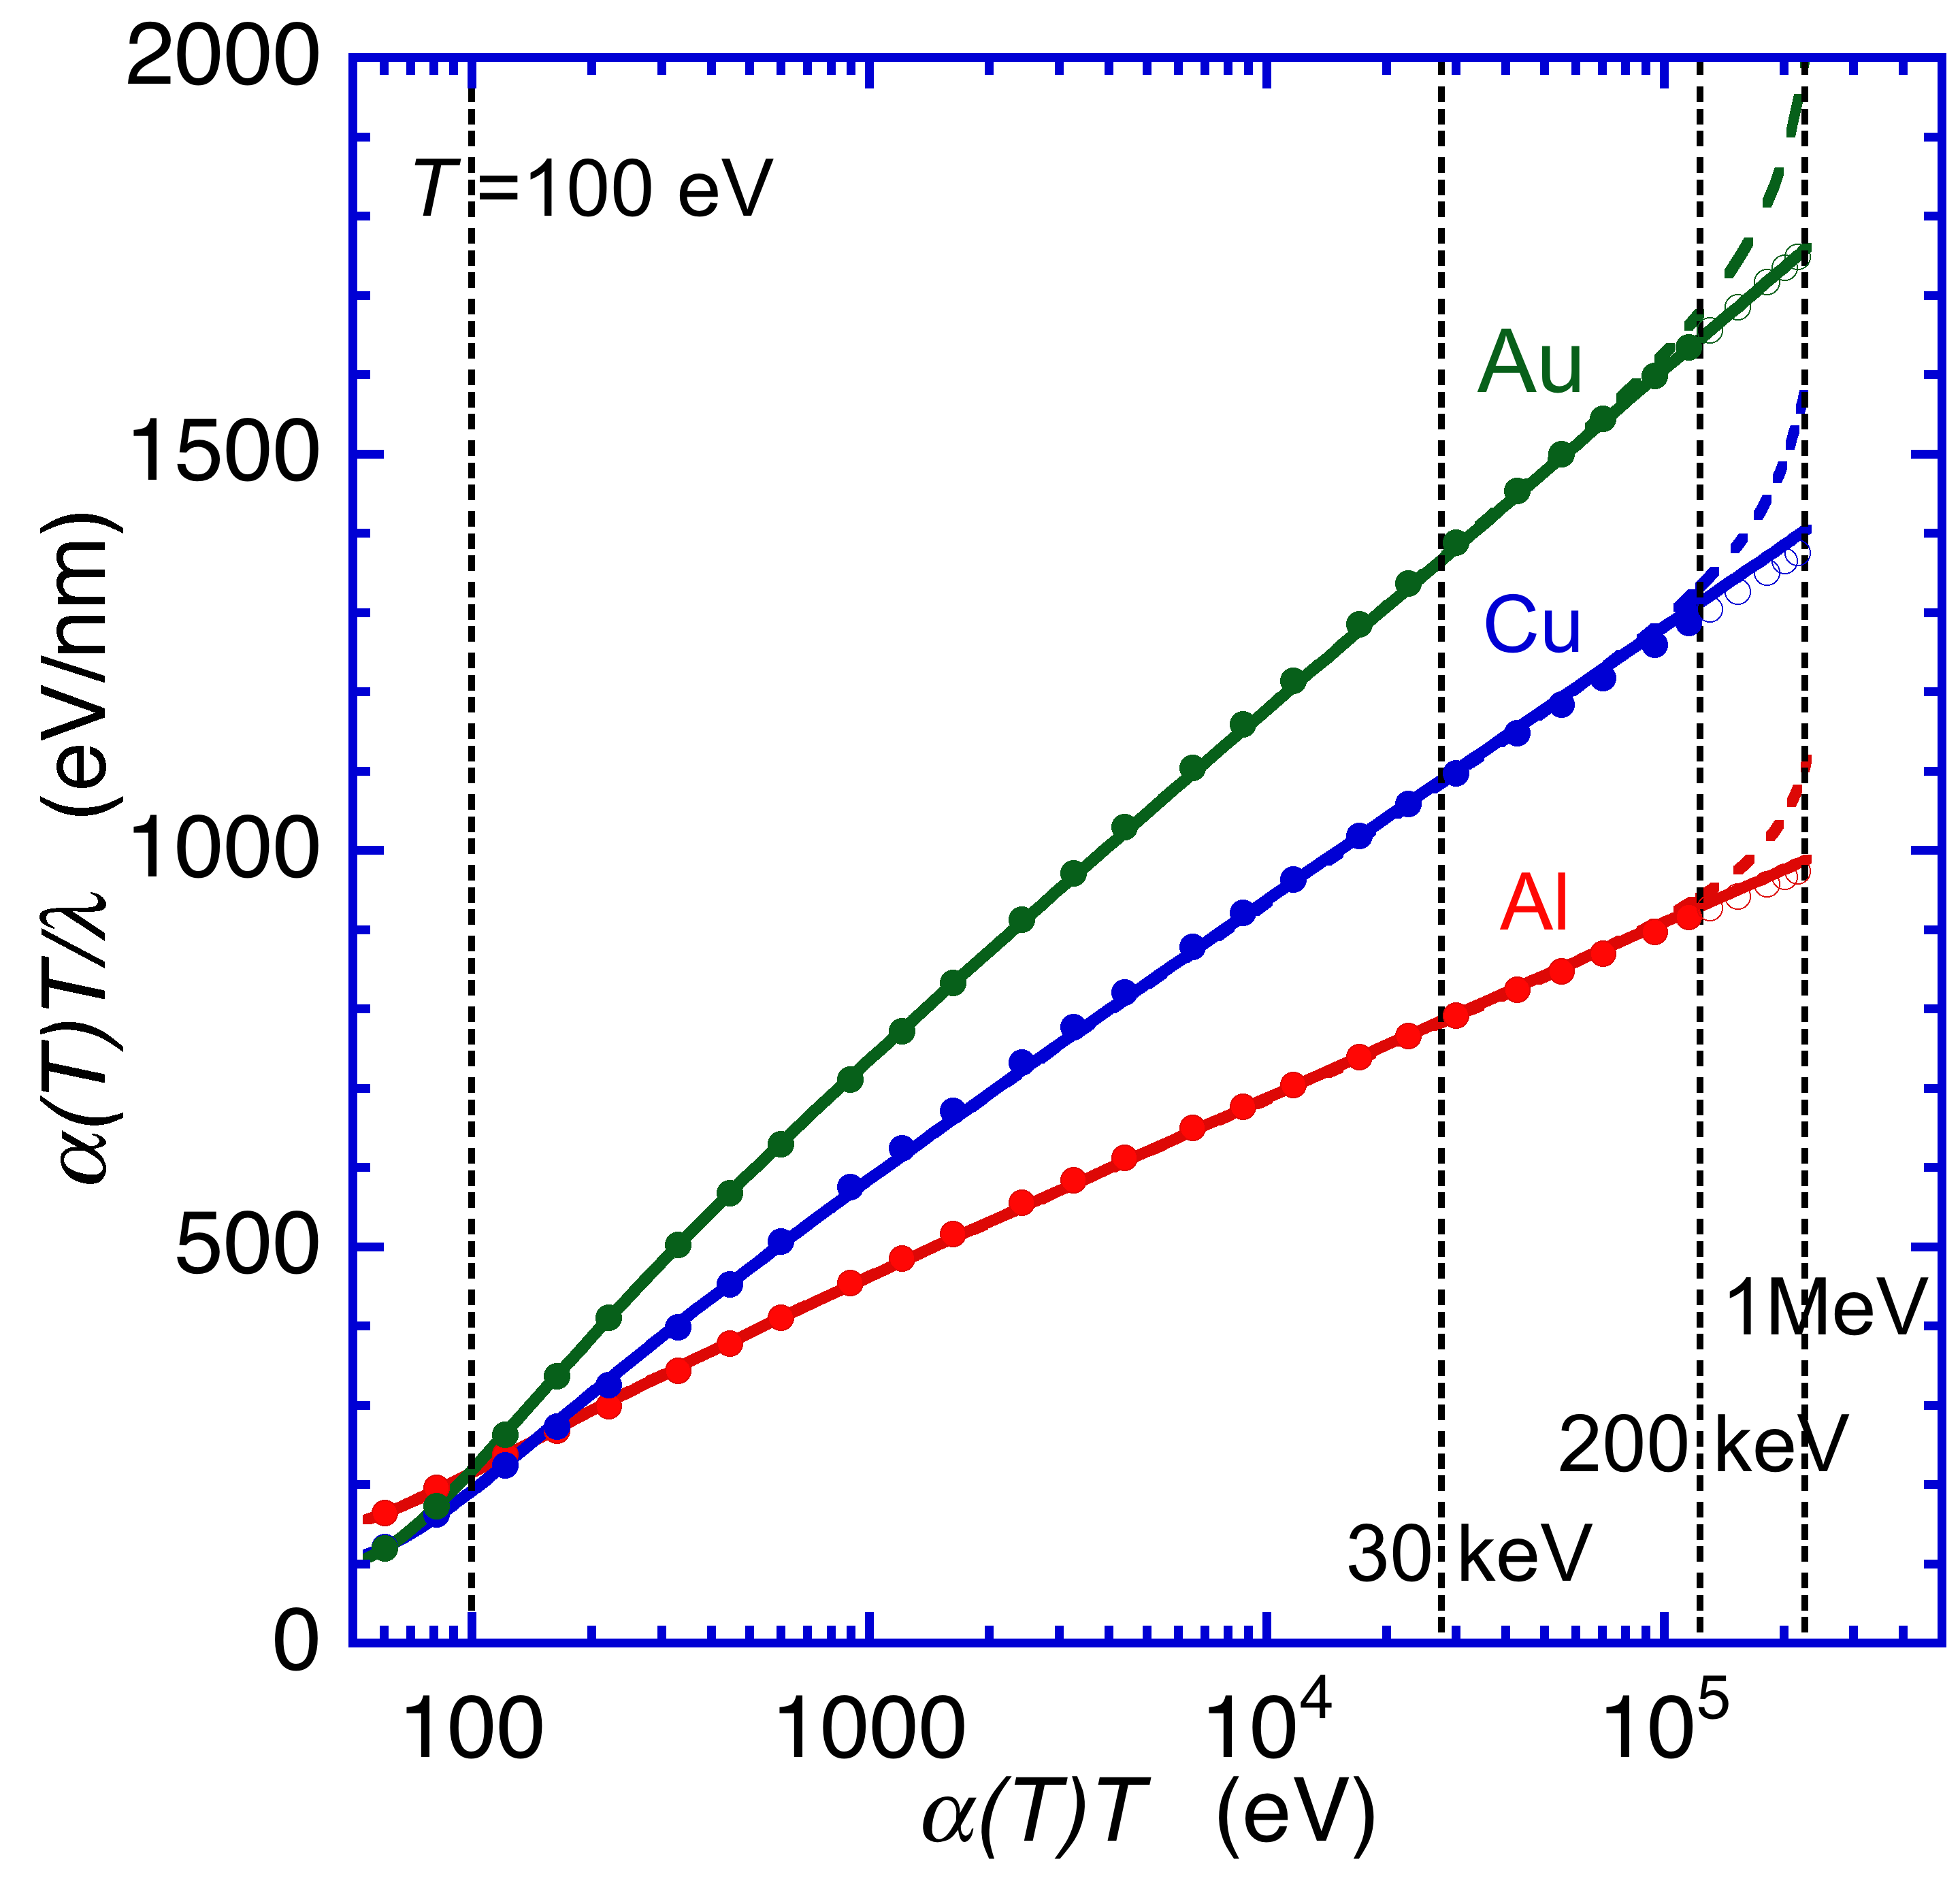 2000
T =100 eV
Au
1500
Cu
α(T)T/λ (eV/nm)
1000
Al
500
1MeV
200 keV
30 keV
0
100 1000 10⁴ 10⁵
α(T)T (eV)